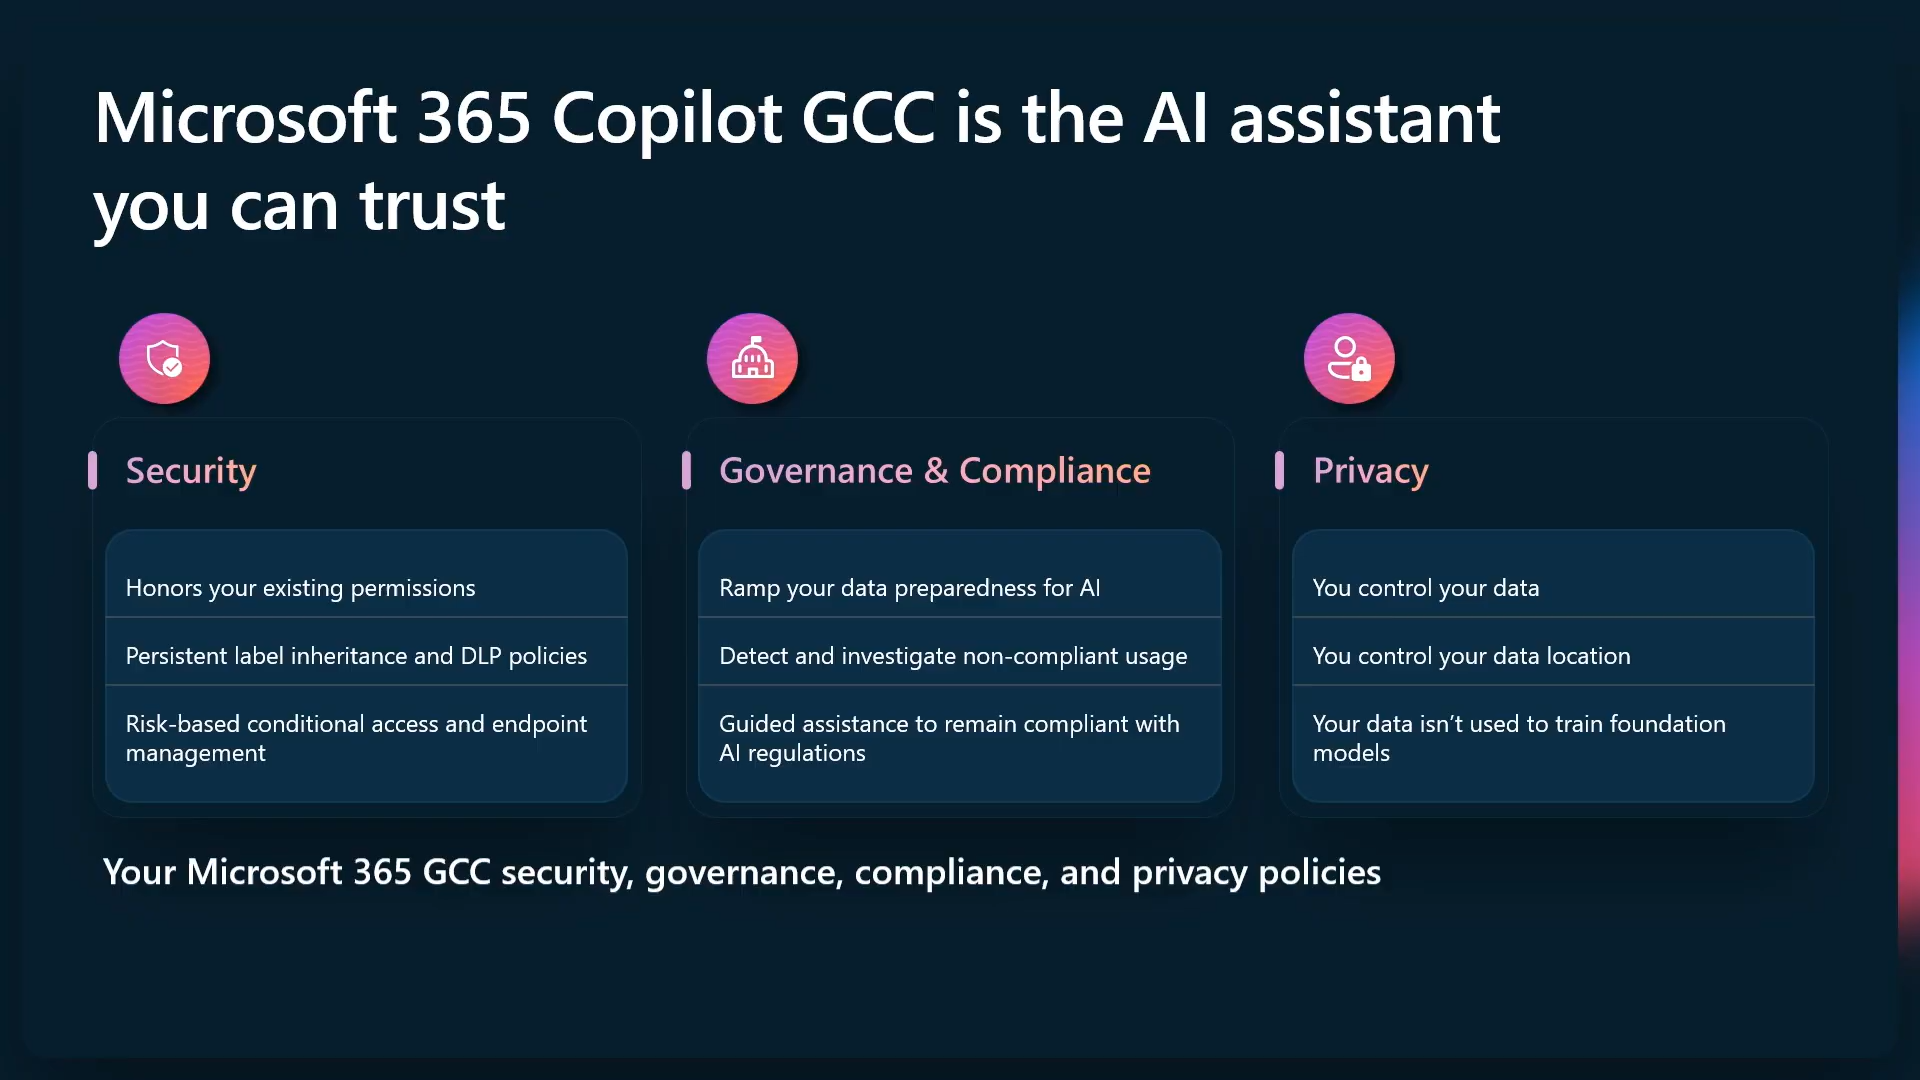 Microsoft 365 Copilot GCC is the AI assistant
you can trust
Security
Honors your existing permissions
Persistent label inheritance and DLP policies
Risk-based conditional access and endpoint
management
Governance & Compliance
Ramp your data preparedness for AI
Detect and investigate non-compliant usage
Guided assistance to remain compliant with
AI regulations
Privacy
You control your data
You control your data location
Your data isn’t used to train foundation
models
Your Microsoft 365 GCC security, governance, compliance, and privacy policies